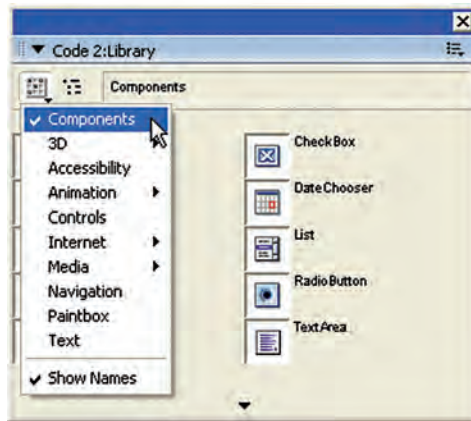 Code 2:Library
Components
Components
3D
Accessibility
Animation
Controls
Internet
Media
Navigation
Paintbox
Text
Show Names
CheckBox
DateChooser
List
RadioButton
TextArea